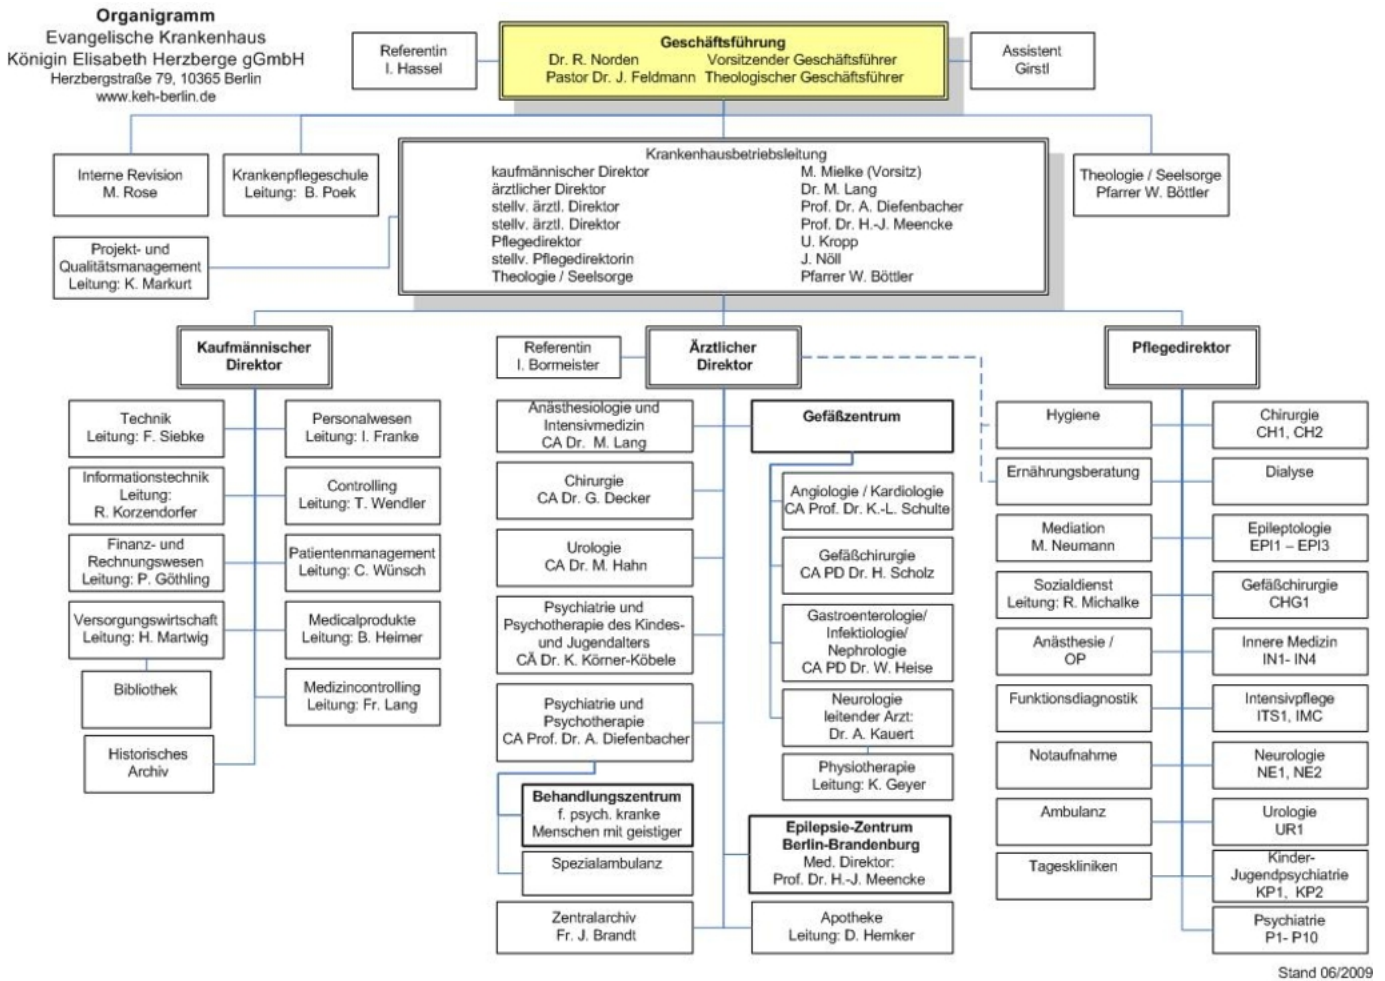 Organigramm
Evangelische Krankenhaus
Königin Elisabeth Herzberge gGmbH
Herzbergstraße 79, 10365 Berlin
www.keh-berlin.de
Referentin
I. Hassel
Geschäftsführung
Dr. R. Norden Vorsitzender Geschäftsführer
Pastor Dr. J. Feldmann Theologischer Geschäftsführer
Assistent
Girstl
Interne Revision
M. Rose
Krankenpflegeschule
Leitung: B. Poek
Krankenhausbetriebsleitung
kaufmännischer Direktor M. Mielke (Vorsitz)
ärztlicher Direktor Dr. M. Lang
stellv. ärztl. Direktor Prof. Dr. A. Diefenbacher
stellv. ärztl. Direktor Prof. Dr. H.-J. Meencke
Pflegedirektor U. Kropp
stellv. Pflegedirektorin J. Nöll
Theologie / Seelsorge Pfarrer W. Böttler
Theologie / Seelsorge
Pfarrer W. Böttler
Projekt- und
Qualitätsmanagement
Leitung: K. Markurt
Kaufmännischer
Direktor
Referentin
I. Bormeister
Ärztlicher
Direktor
Pflegedirektor
Technik
Leitung: F. Siebke
Personalwesen
Leitung: I. Franke
Informationstechnik
Leitung:
R. Korzendorfer
Controlling
Leitung: T. Wendler
Finanz- und
Rechnungswesen
Leitung: P. Göthling
Patientenmanagement
Leitung: C. Wünsch
Versorgungswirtschaft
Leitung: H. Martwig
Medicalprodukte
Leitung: B. Heimer
Bibliothek
Medizincontrolling
Leitung: Fr. Lang
Historisches
Archiv
Anästhesiologie und
Intensivmedizin
CA Dr. M. Lang
Chirurgie
CA Dr. G. Decker
Urologie
CA Dr. M. Hahn
Psychiatrie und
Psychotherapie des Kindes-
und Jugendalters
CÄ Dr. K. Körner-Köbele
Psychiatrie und
Psychotherapie
CA Prof. Dr. A. Diefenbacher
Behandlungszentrum
f. psych. kranke
Menschen mit geistiger
Spezialambulanz
Zentralarchiv
Fr. J. Brandt
Gefäßzentrum
Angiologie / Kardiologie
CA Prof. Dr. K.-L. Schulte
Gefäßchirurgie
CA PD Dr. H. Scholz
Gastroenterologie/
Infektiologie/
Nephrologie
CA PD Dr. W. Heise
Neurologie
leitender Arzt:
Dr. A. Kauert
Physiotherapie
Leitung: K. Geyer
Epilepsie-Zentrum
Berlin-Brandenburg
Med. Direktor:
Prof. Dr. H.-J. Meencke
Apotheke
Leitung: D. Hemker
Hygiene
Chirurgie
CH1, CH2
Ernährungsberatung
Dialyse
Mediation
M. Neumann
Epileptologie
EPI1 – EPI3
Sozialdienst
Leitung: R. Michalke
Gefäßchirurgie
CHG1
Anästhesie /
OP
Innere Medizin
IN1- IN4
Funktionsdiagnostik
Intensivpflege
ITS1, IMC
Notaufnahme
Neurologie
NE1, NE2
Ambulanz
Urologie
UR1
Tageskliniken
Kinder-
Jugendpsychiatrie
KP1, KP2
Psychiatrie
P1- P10
Stand 06/2009